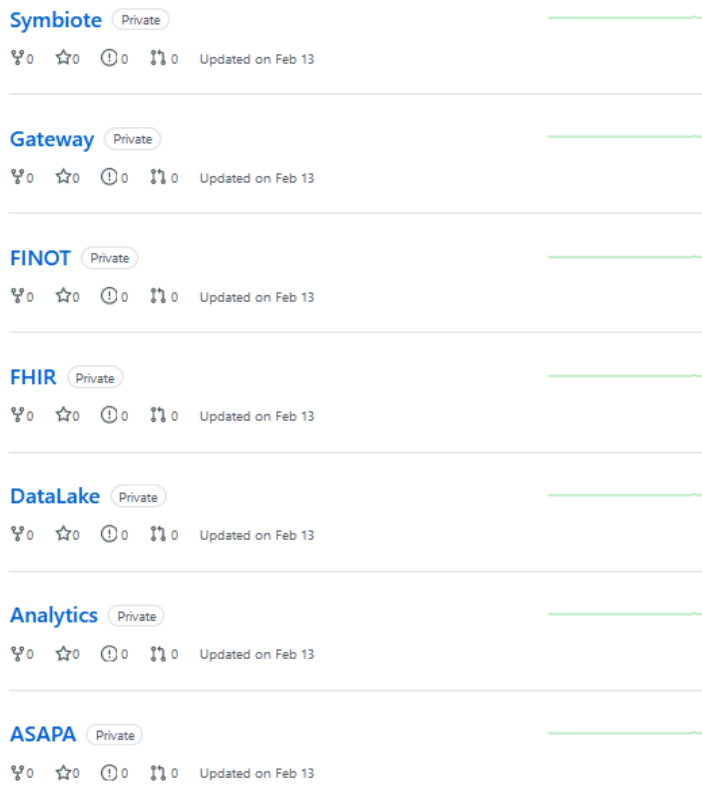 Symbiote Private
0 0 0 0 Updated on Feb 13
Gateway Private
0 0 0 0 Updated on Feb 13
FINOT Private
0 0 0 0 Updated on Feb 13
FHIR Private
0 0 0 0 Updated on Feb 13
DataLake Private
0 0 0 0 Updated on Feb 13
Analytics Private
0 0 0 0 Updated on Feb 13
ASAPA Private
0 0 0 0 Updated on Feb 13